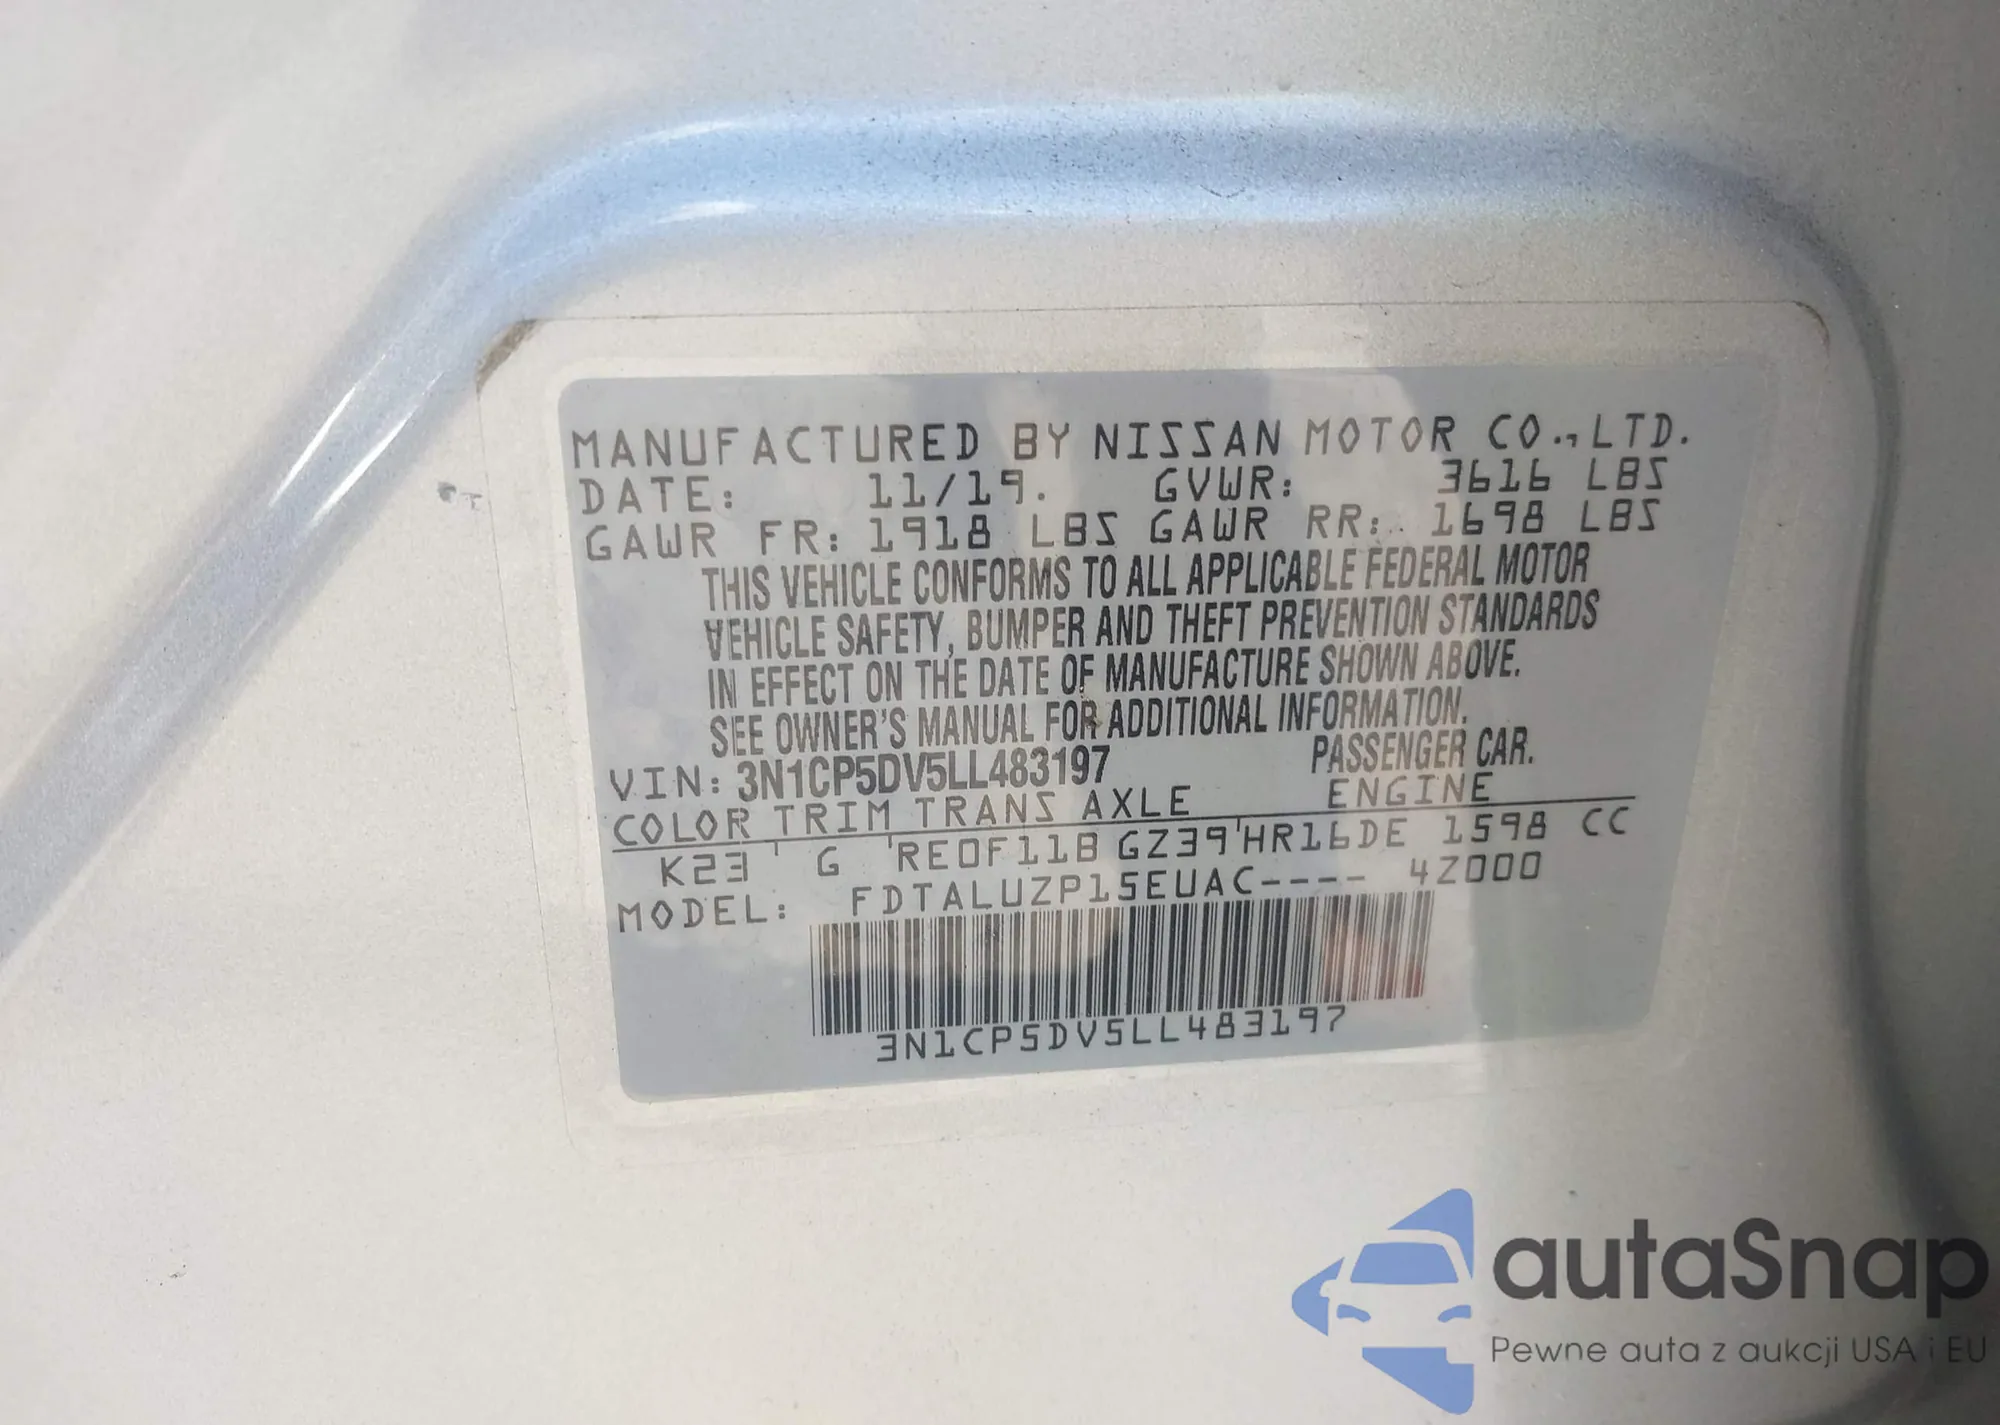 MANUFACTURED BY NISSAN MOTOR CO.,LTD.
DATE: 11/19. GVWR: 3616 LBS
GAWR FR: 1918 LBS GAWR RR: 1698 LBS
THIS VEHICLE CONFORMS TO ALL APPLICABLE FEDERAL MOTOR
VEHICLE SAFETY, BUMPER AND THEFT PREVENTION STANDARDS
IN EFFECT ON THE DATE OF MANUFACTURE SHOWN ABOVE.
SEE OWNER'S MANUAL FOR ADDITIONAL INFORMATION.
VIN: 3N1CP5DV5LL483197 PASSENGER CAR.
COLOR TRIM TRANS AXLE ENGINE
K23 G RE0F11B GZ39 HR16DE 1598 CC
MODEL: FDTALUZP15EUAC---- 4Z000
3N1CP5DV5LL483197
autaSnap
Pewne auta z aukcji USA i EU